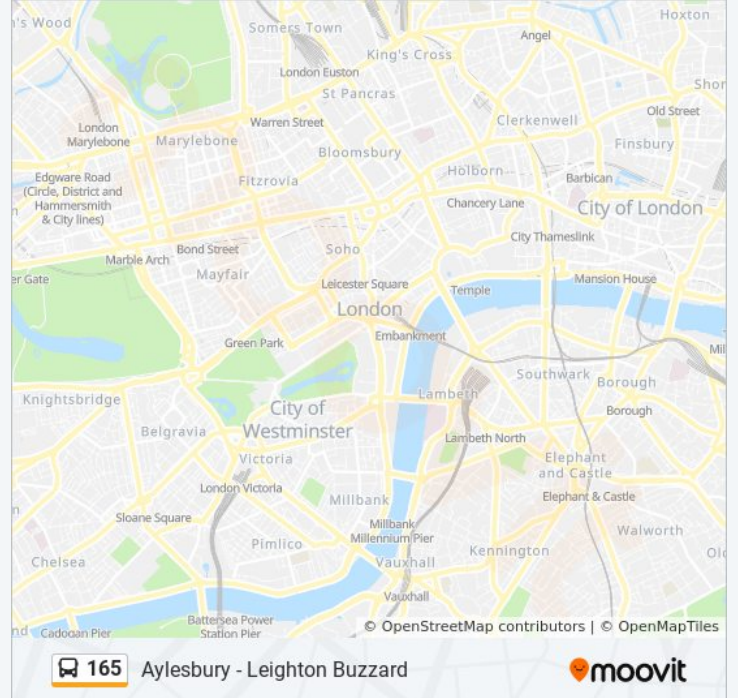 's Wood
Somers Town
Hoxton
Angel
King's Cross
London Euston
St Pancras
Shor
Old Street
Warren Street
Clerkenwell
London
Marylebone
Marylebone
Finsbury
Bloomsbury
Holborn
Edgware Road
(Circle, District and
Hammersmith
& City lines)
Fitzrovia
Barbican
Chancery Lane
City of London
City Thameslink
Bond Street
Soho
Marble Arch
Mayfair
er Gate
Leicester Square
Temple
Mansion House
London
Embankment
Green Park
Mil
Southwark
Borough
Knightsbridge
Lambeth
City of
Westminster
Borough
Belgravia
Lambeth North
Victoria
Elephant
and Castle
London Victoria
Elephant & Castle
Millbank
Sloane Square
Millbank
Millennium Pier
Walworth
Pimlico
Kennington
Chelsea
Vauxhall
Vauxhall
Battersea Power
Station Pier
nd
Cadogan Pier
© OpenStreetMap contributors | © OpenMapTiles
165 Aylesbury - Leighton Buzzard
moovit